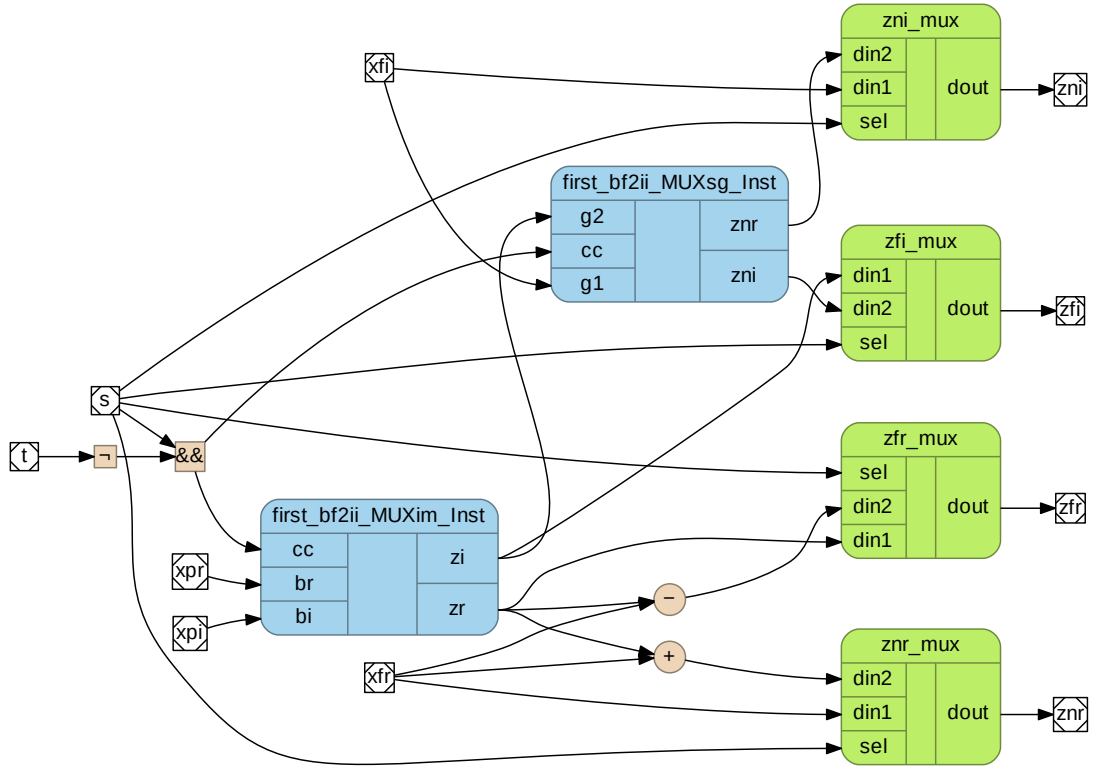 zni_mux
din2
din1
sel
dout
zni
xfi
first_bf2ii_MUXsg_Inst
g2
cc
g1
znr
zni
zfi_mux
din1
din2
sel
dout
zfi
s
t
¬
&&
zfr_mux
sel
din2
din1
dout
zfr
first_bf2ii_MUXim_Inst
cc
br
bi
zi
zr
xpr
xpi
−
+
xfr
znr_mux
din2
din1
sel
dout
znr